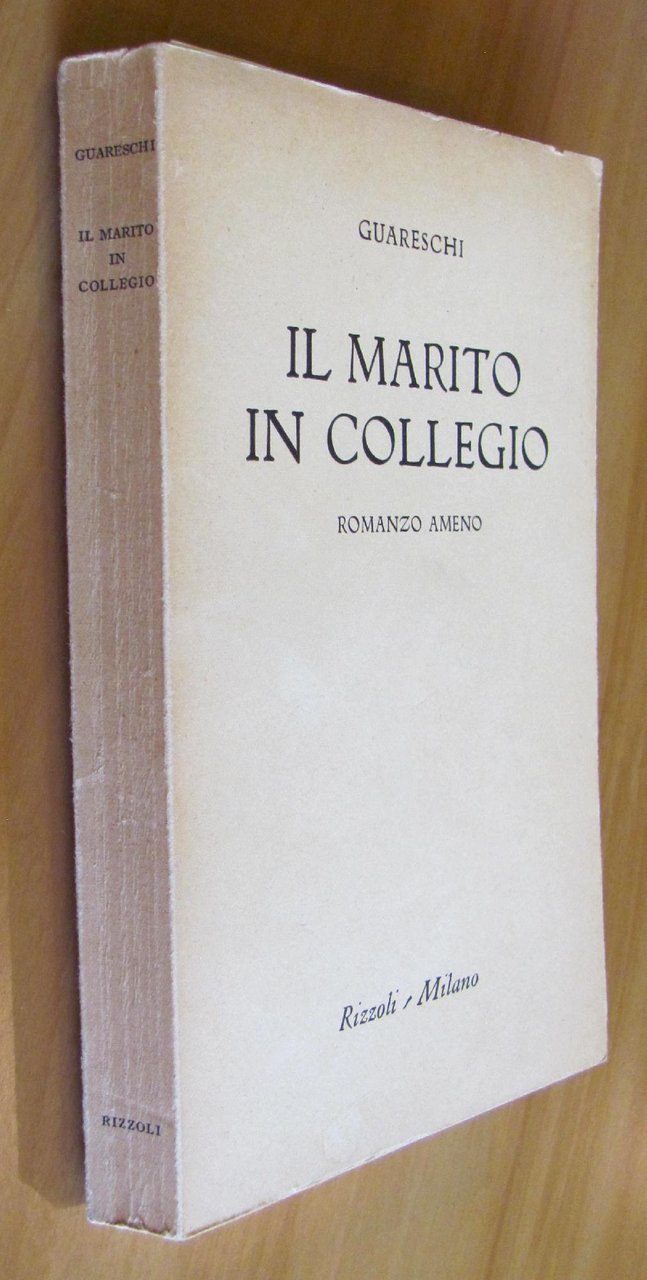 GUARESCHI
IL MARITO
IN
COLLEGIO
RIZZOLI
GUARESCHI
IL MARITO
IN COLLEGIO
ROMANZO AMENO
Rizzoli - Milano